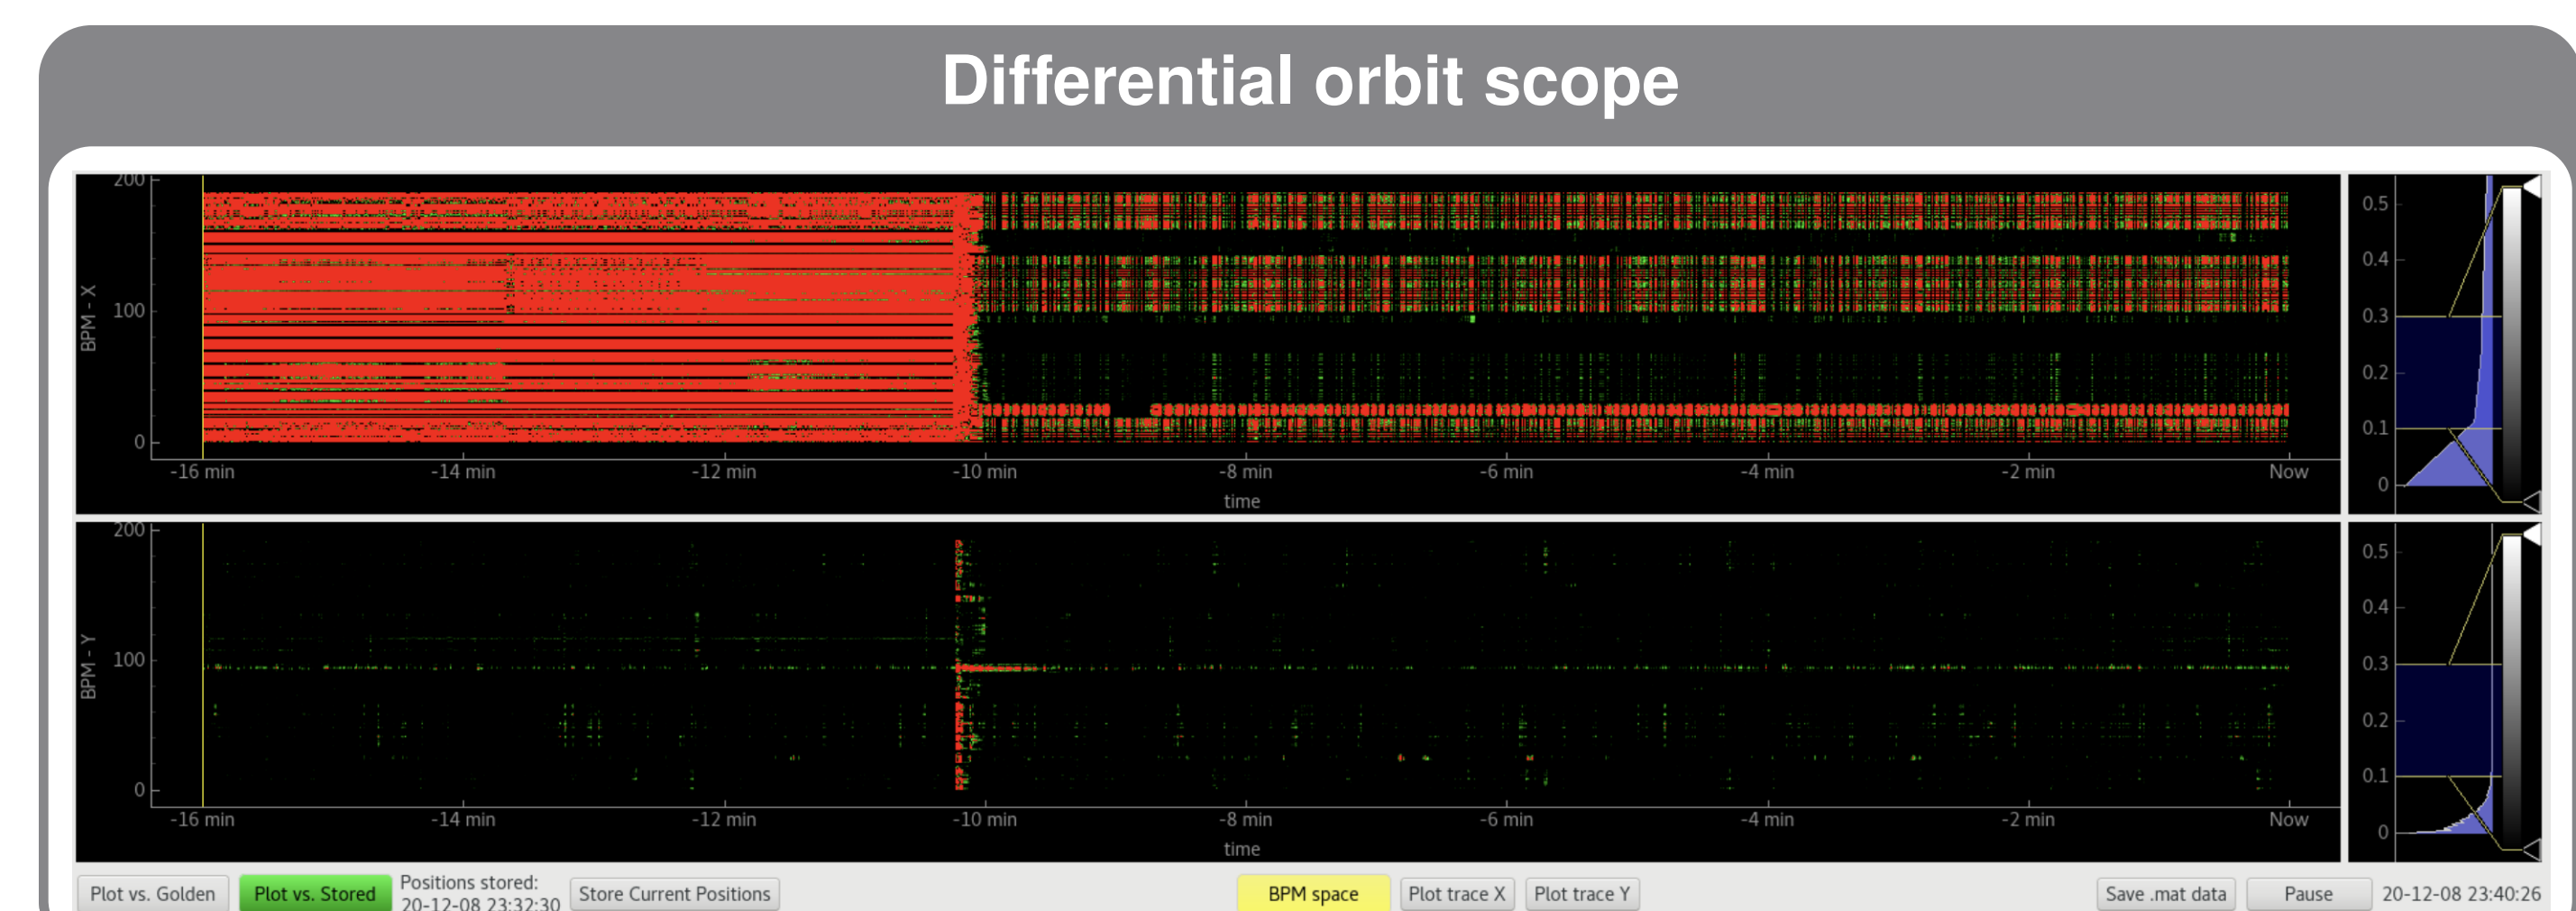 Differential orbit scope
200
100
0
BPM - X
-16 min
-14 min
-12 min
-10 min
-8 min
-6 min
-4 min
-2 min
Now
time
0.5
0.4
0.3
0.2
0.1
0
200
100
0
BPM - Y
-16 min
-14 min
-12 min
-10 min
-8 min
-6 min
-4 min
-2 min
Now
time
0.5
0.4
0.3
0.2
0.1
0
Plot vs. Golden
Plot vs. Stored
Positions stored:
20-12-08 23:32:30
Store Current Positions
BPM space
Plot trace X
Plot trace Y
Save .mat data
Pause
20-12-08 23:40:26